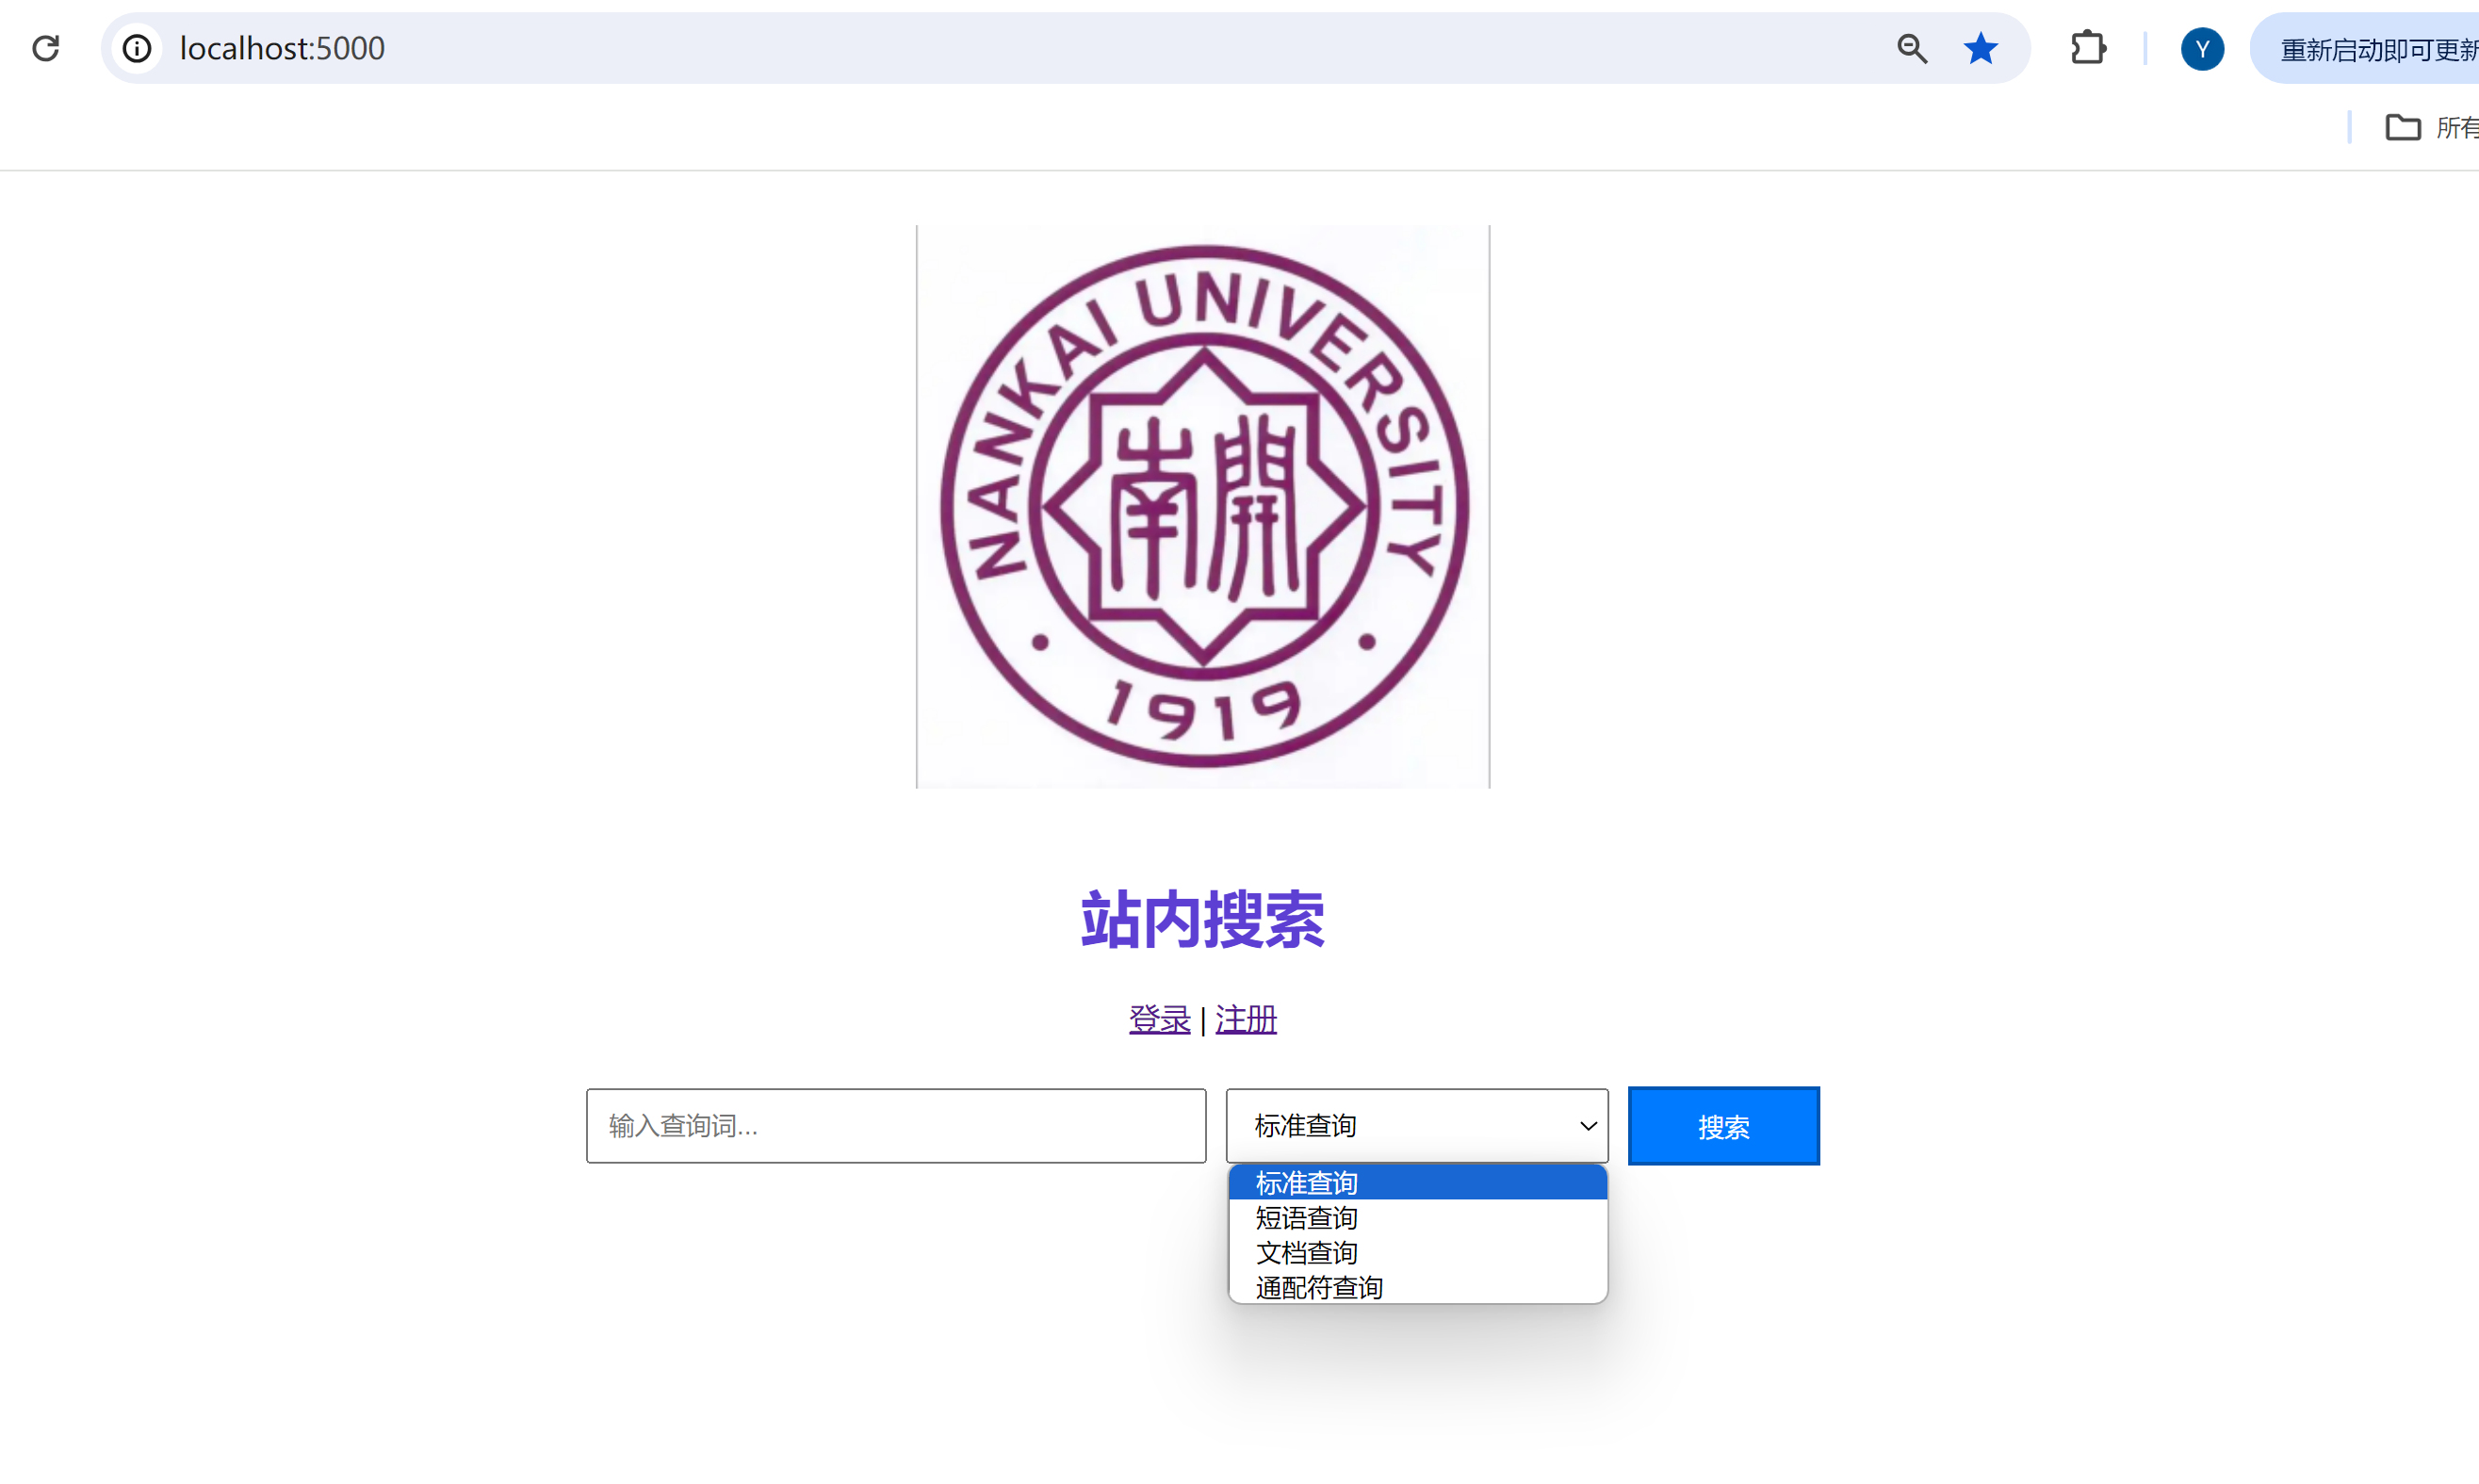 localhost:5000
Y
重新启动即可更新
所有
NANKAI UNIVERSITY
南開
1919
站内搜索
登录 | 注册
输入查询词...
标准查询
搜索
标准查询
短语查询
文档查询
通配符查询